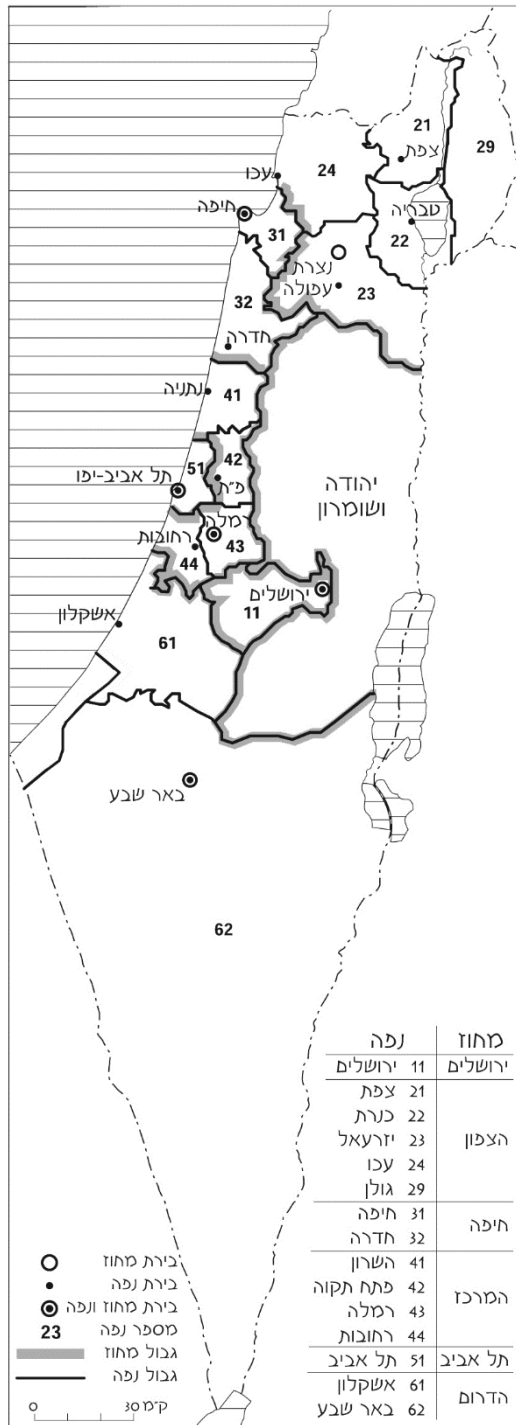 21
צפת
29
24
עכו
חיפה
טבריה
31
22
נצרת
עפולה
23
32
חדרה
נתניה
41
42
51
תל אביב-יפו
פ״ת
יהודה
ושומרון
רמלה
רחובות
43
44
ירושלים
11
אשקלון
61
באר שבע
62
מחוז נפה
ירושלים 11 ירושלים
הצפון
21 צפת
22 כנרת
23 יזרעאל
24 עכו
29 גולן
חיפה
31 חיפה
32 חדרה
המרכז
41 השרון
42 פתח תקוה
43 רמלה
44 רחובות
תל אביב 51 תל אביב
הדרום
61 אשקלון
62 באר שבע
בירת מחוז
בירת נפה
בירת מחוז ונפה
23 מספר נפה
גבול מחוז
גבול נפה
0 30 ק״מ